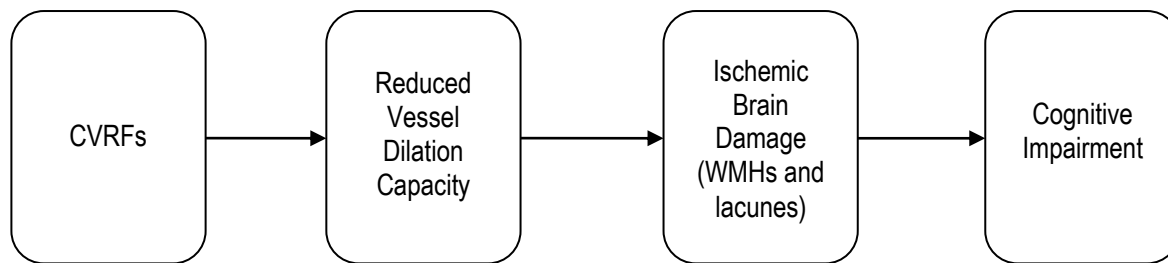 CVRFs
Reduced
Vessel
Dilation
Capacity
Ischemic
Brain
Damage
(WMHs and
lacunes)
Cognitive
Impairment